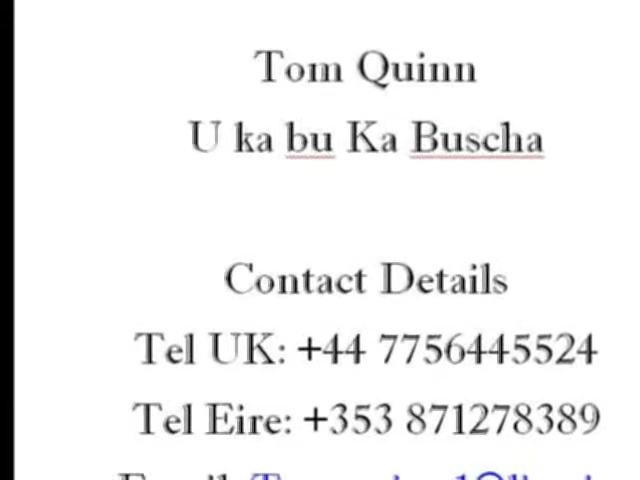 Tom Quinn
U ka bu Ka Buscha
Contact Details
Tel UK: +44 7756445524
Tel Eire: +353 871278389